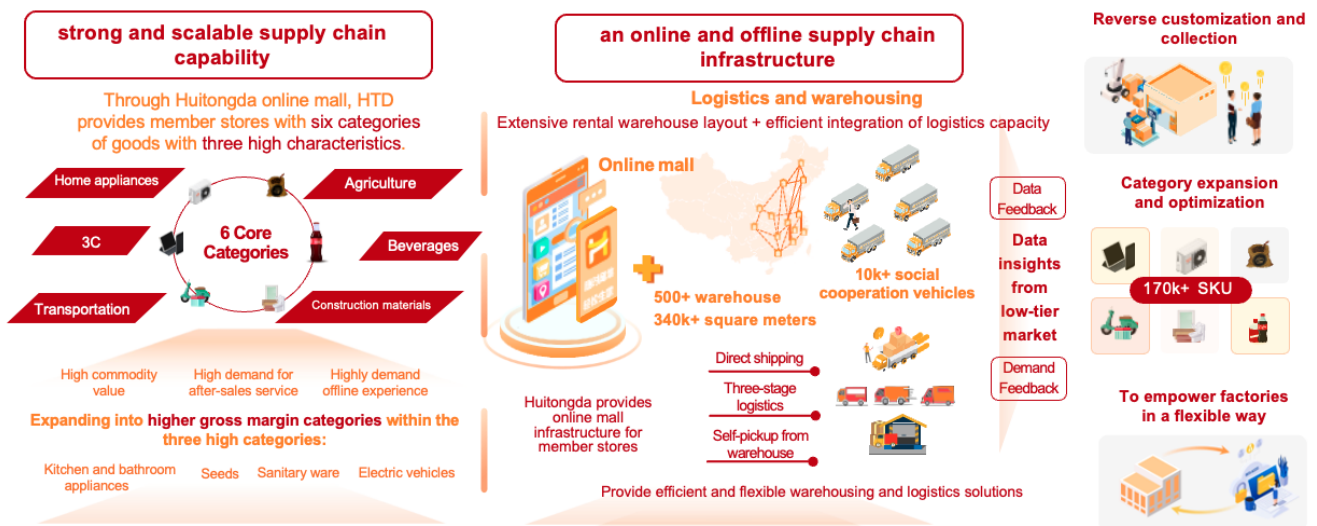 strong and scalable supply chain
capability
Through Huitongda online mall, HTD
provides member stores with six categories
of goods with three high characteristics.
Home appliances
Agriculture
3C
6 Core
Categories
Beverages
Transportation
Construction materials
High commodity
value
High demand for
after-sales service
Highly demand
offline experience
Expanding into higher gross margin categories within the
three high categories:
Kitchen and bathroom
appliances
Seeds
Sanitary ware
Electric vehicles
an online and offline supply chain
infrastructure
Logistics and warehousing
Extensive rental warehouse layout + efficient integration of logistics capacity
Online mall
500+ warehouse
340k+ square meters
10k+ social
cooperation vehicles
Direct shipping
Three-stage
logistics
Self-pickup from
warehouse
Huitongda provides
online mall
infrastructure for
member stores
Provide efficient and flexible warehousing and logistics solutions
Data
Feedback
Data
insights
from
low-tier
market
Demand
Feedback
Reverse customization and
collection
Category expansion
and optimization
170k+ SKU
To empower factories
in a flexible way